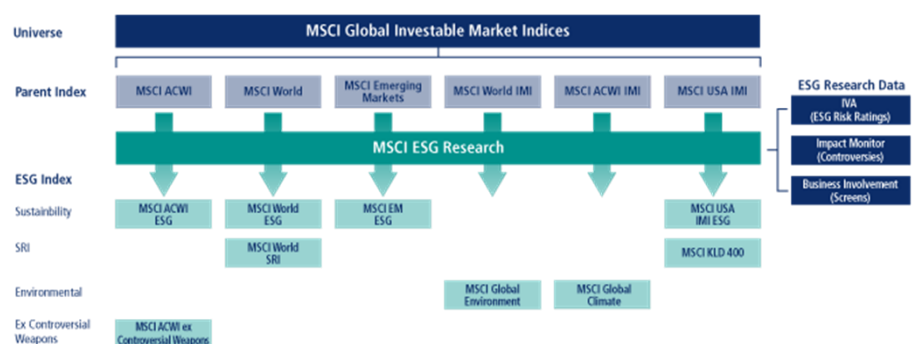 Universe
MSCI Global Investable Market Indices
Parent Index
MSCI ACWI
MSCI World
MSCI Emerging
Markets
MSCI World IMI
MSCI ACWI IMI
MSCI USA IMI
ESG Research Data
IVA
(ESG Risk Ratings)
Impact Monitor
(Controversies)
Business Involvement
(Screens)
MSCI ESG Research
ESG Index
Sustainbility
MSCI ACWI
ESG
MSCI World
ESG
MSCI EM
ESG
MSCI USA
IMI ESG
SRI
MSCI World
SRI
MSCI KLD 400
Environmental
MSCI Global
Environment
MSCI Global
Climate
Ex Controversial
Weapons
MSCI ACWI ex
Controversial Weapons